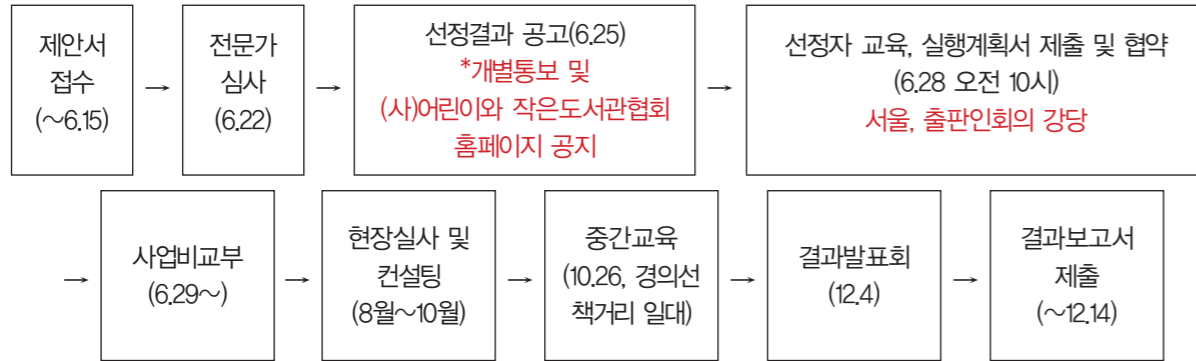 제안서
접수
(~6.15)
→
전문가
심사
(6.22)
→
선정결과 공고(6.25)
*개별통보 및
(사)어린이와 작은도서관협회
홈페이지 공지
→
선정자 교육, 실행계획서 제출 및 협약
(6.28 오전 10시)
서울, 출판인회의 강당
→
사업비교부
(6.29~)
→
현장실사 및
컨설팅
(8월~10월)
→
중간교육
(10.26, 경의선
책거리 일대)
→
결과발표회
(12.4)
→
결과보고서
제출
(~12.14)